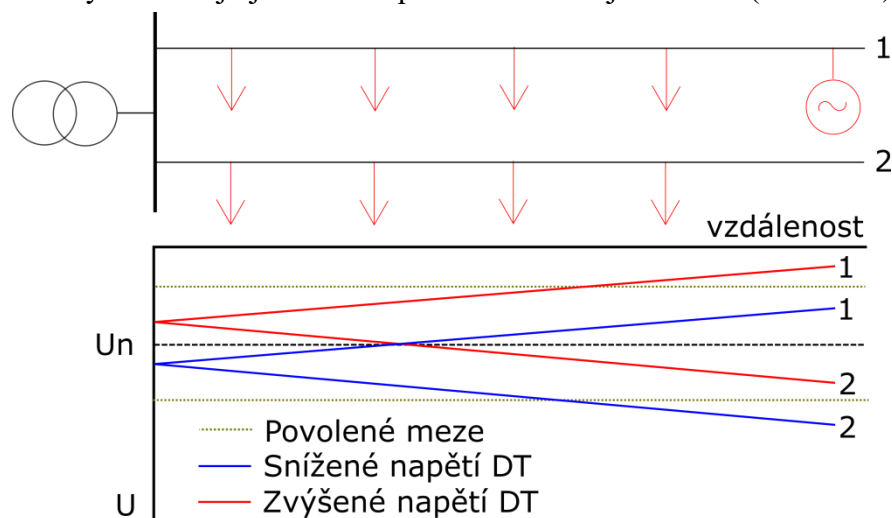 1
2
vzdálenost
1
1
Un
2
2
Povolené meze
Snížené napětí DT
U
Zvýšené napětí DT